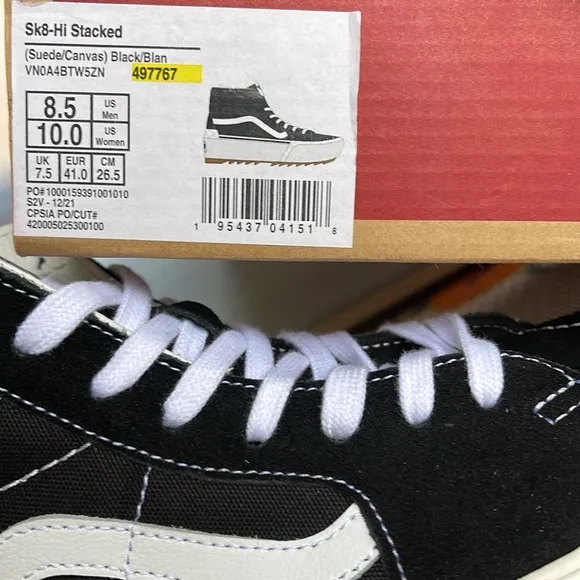 Sk8-Hi Stacked
(Suede/Canvas) Black/Blan
VN0A4BTW5ZN 497767
8.5 US Men
10.0 US Women
UK 7.5 EUR 41.0 CM 26.5
PO#1000159391001010
S2V - 12/21
CPSIA PO/CUT#
420005025300100
1 95437 04151 8